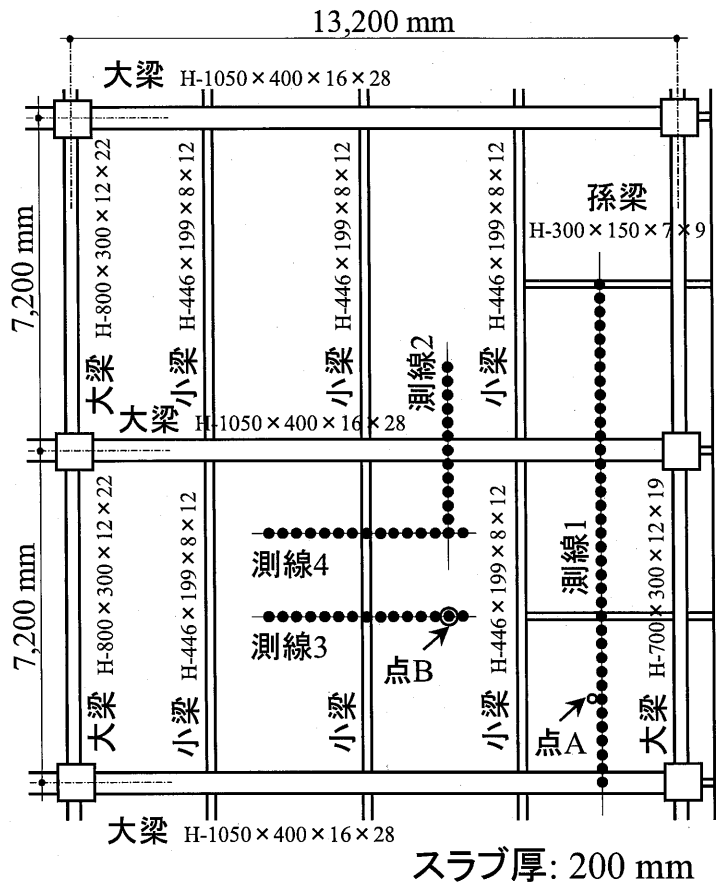 13,200 mm
大梁 H-1050×400×16×28
7,200 mm
大梁 H-800×300×12×22
小梁 H-446×199×8×12
小梁 H-446×199×8×12
小梁 H-446×199×8×12
孫梁
H-300×150×7×9
測線2
大梁 H-1050×400×16×28
7,200 mm
大梁 H-800×300×12×22
小梁 H-446×199×8×12
小梁
小梁 H-446×199×8×12
測線1
大梁 H-700×300×12×19
測線4
測線3
点B
点A
大梁 H-1050×400×16×28
スラブ厚: 200 mm